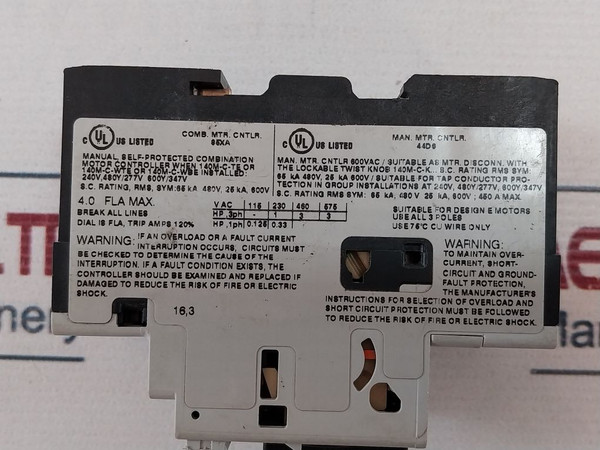 C UL US LISTED
COMB. MTR. CNTLR.
65XA
MANUAL, SELF-PROTECTED COMBINATION
MOTOR CONTROLLER WHEN 140M-C-TE OR
140M-C-WTE OR 140M-C-WBE INSTALLED:
240V,480Y/277V 600Y/347V
S.C. RATING, RMS, SYM:65 kA 480V, 25 kA, 600V
4.0 FLA MAX.
BREAK ALL LINES
DIAL IS FLA, TRIP AMPS 120%
C UL US LISTED
MAN. MTR. CNTLR.
44D9
MAN. MTR. CNTLR 600VAC / SUITABLE AS MTR. DISCONN. WITH
THE LOCKABLE TWIST KNOB 140M-C-K... S.C. RATING RMS SYM:
65 kA 480V, 25 kA 600V / SUITABLE FOR TAP CONDUCTOR PRO-
TECTION IN GROUP INSTALLATIONS AT 240V, 480Y/277V, 600Y/347V
S.C. RATING, RMS, SYM: 65 kA, 480V, 25 kA, 600V; 450 A MAX.
V AC 115 230 460 575
HP ,3ph - 1 3 3
HP ,1ph 0.125 0.33
SUITABLE FOR DESIGN E MOTORS
USE ALL 3 POLES
USE 75°C CU WIRE ONLY
WARNING: IF AN OVERLOAD OR A FAULT CURRENT
INTERRUPTION OCCURS, CIRCUITS MUST
BE CHECKED TO DETERMINE THE CAUSE OF THE
INTERRUPTION. IF A FAULT CONDITION EXISTS, THE
CONTROLLER SHOULD BE EXAMINED AND REPLACED IF
DAMAGED TO REDUCE THE RISK OF FIRE OR ELECTRIC
SHOCK.
WARNING:
TO MAINTAIN OVER-
CURRENT, SHORT-
CIRCUIT AND GROUND-
FAULT PROTECTION,
THE MANUFACTURER'S
INSTRUCTIONS FOR SELECTION OF OVERLOAD AND
SHORT CIRCUIT PROTECTION MUST BE FOLLOWED
TO REDUCE THE RISK OF FIRE OR ELECTRIC SHOCK.
16,3